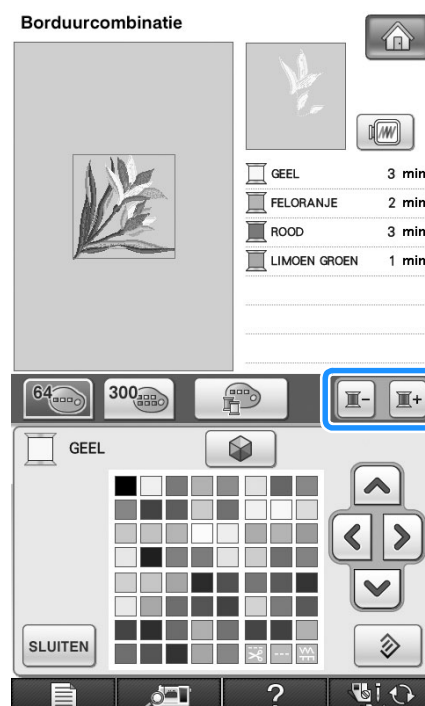 Borduurcombinatie
GEEL 3 min
FELORANJE 2 min
ROOD 3 min
LIMOEN GROEN 1 min
64 300 - +
GEEL
SLUITEN
?